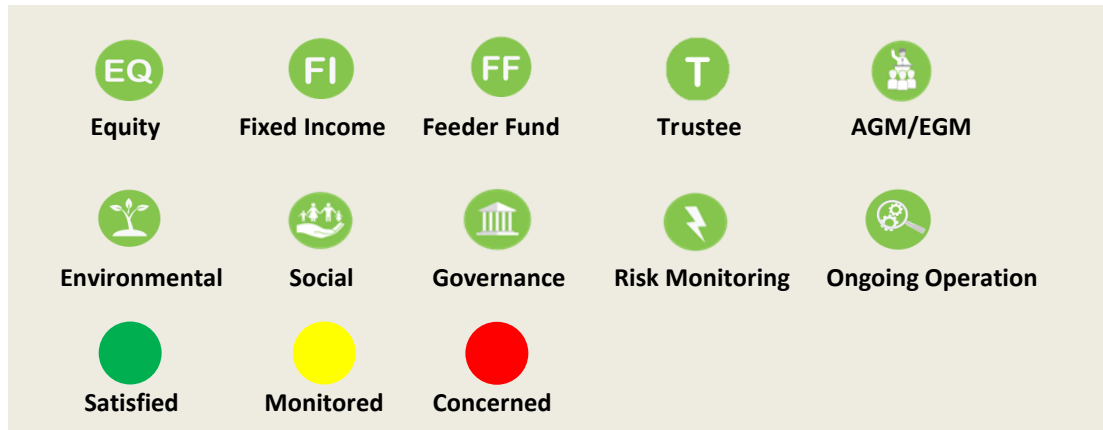 EQ FI FF T
Equity Fixed Income Feeder Fund Trustee AGM/EGM
Environmental Social Governance Risk Monitoring Ongoing Operation
Satisfied Monitored Concerned